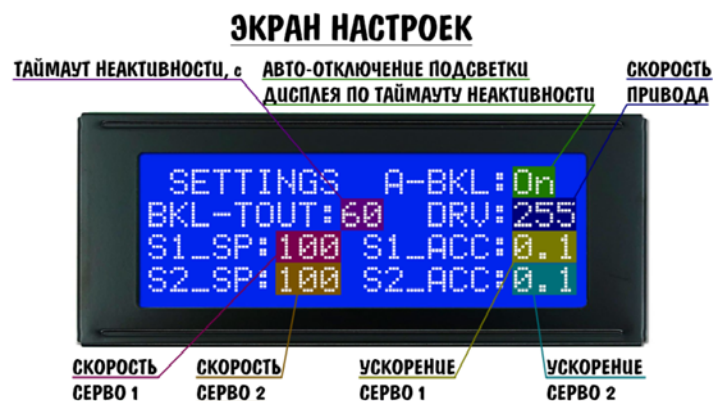 ЭКРАН НАСТРОЕК
ТАЙМАУТ НЕАКТИВНОСТИ, с
АВТО-ОТКЛЮЧЕНИЕ ПОДСВЕТКИ
ДИСПЛЕЯ ПО ТАЙМАУТУ НЕАКТИВНОСТИ
СКОРОСТЬ
ПРИВОДА
SETTINGS A-BKL:On
BKL-TOUT:60 DRV:255
S1_SP:100 S1_ACC:0.1
S2_SP:100 S2_ACC:0.1
СКОРОСТЬ
СЕРВО 1
СКОРОСТЬ
СЕРВО 2
УСКОРЕНИЕ
СЕРВО 1
УСКОРЕНИЕ
СЕРВО 2